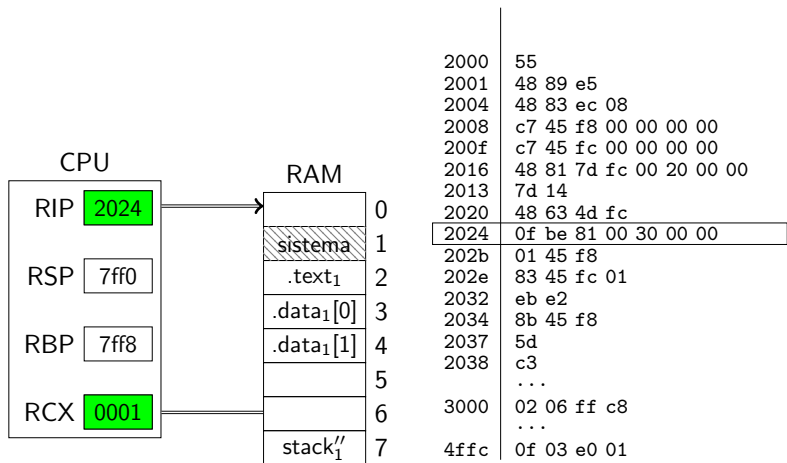 CPU
RIP 2024
RSP 7ff0
RBP 7ff8
RCX 0001
RAM
0
sistema 1
.text₁ 2
.data₁[0] 3
.data₁[1] 4
5
6
stack″₁ 7
2000 55
2001 48 89 e5
2004 48 83 ec 08
2008 c7 45 f8 00 00 00 00
200f c7 45 fc 00 00 00 00
2016 48 81 7d fc 00 20 00 00
2013 7d 14
2020 48 63 4d fc
2024 0f be 81 00 30 00 00
202b 01 45 f8
202e 83 45 fc 01
2032 eb e2
2034 8b 45 f8
2037 5d
2038 c3
...
3000 02 06 ff c8
...
4ffc 0f 03 e0 01